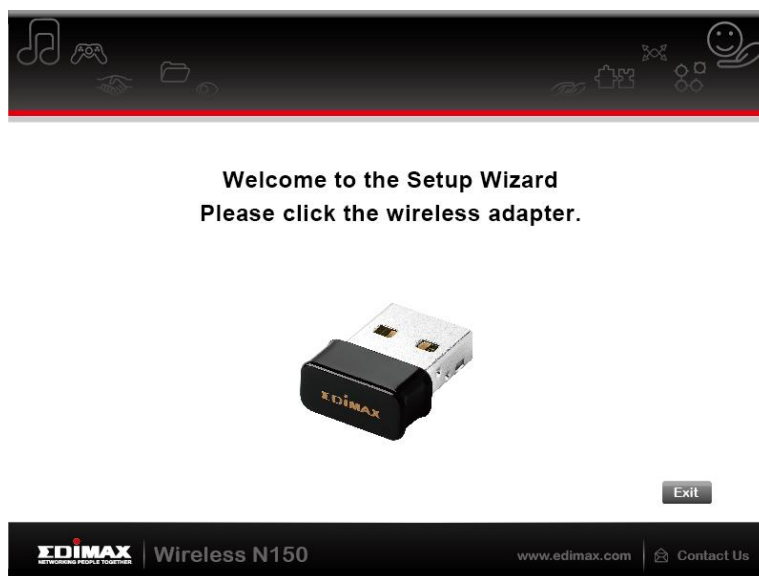 Welcome to the Setup Wizard
Please click the wireless adapter.
EDIMAX
Exit
EDIMAX
NETWORKING PEOPLE TOGETHER
Wireless N150
www.edimax.com
Contact Us